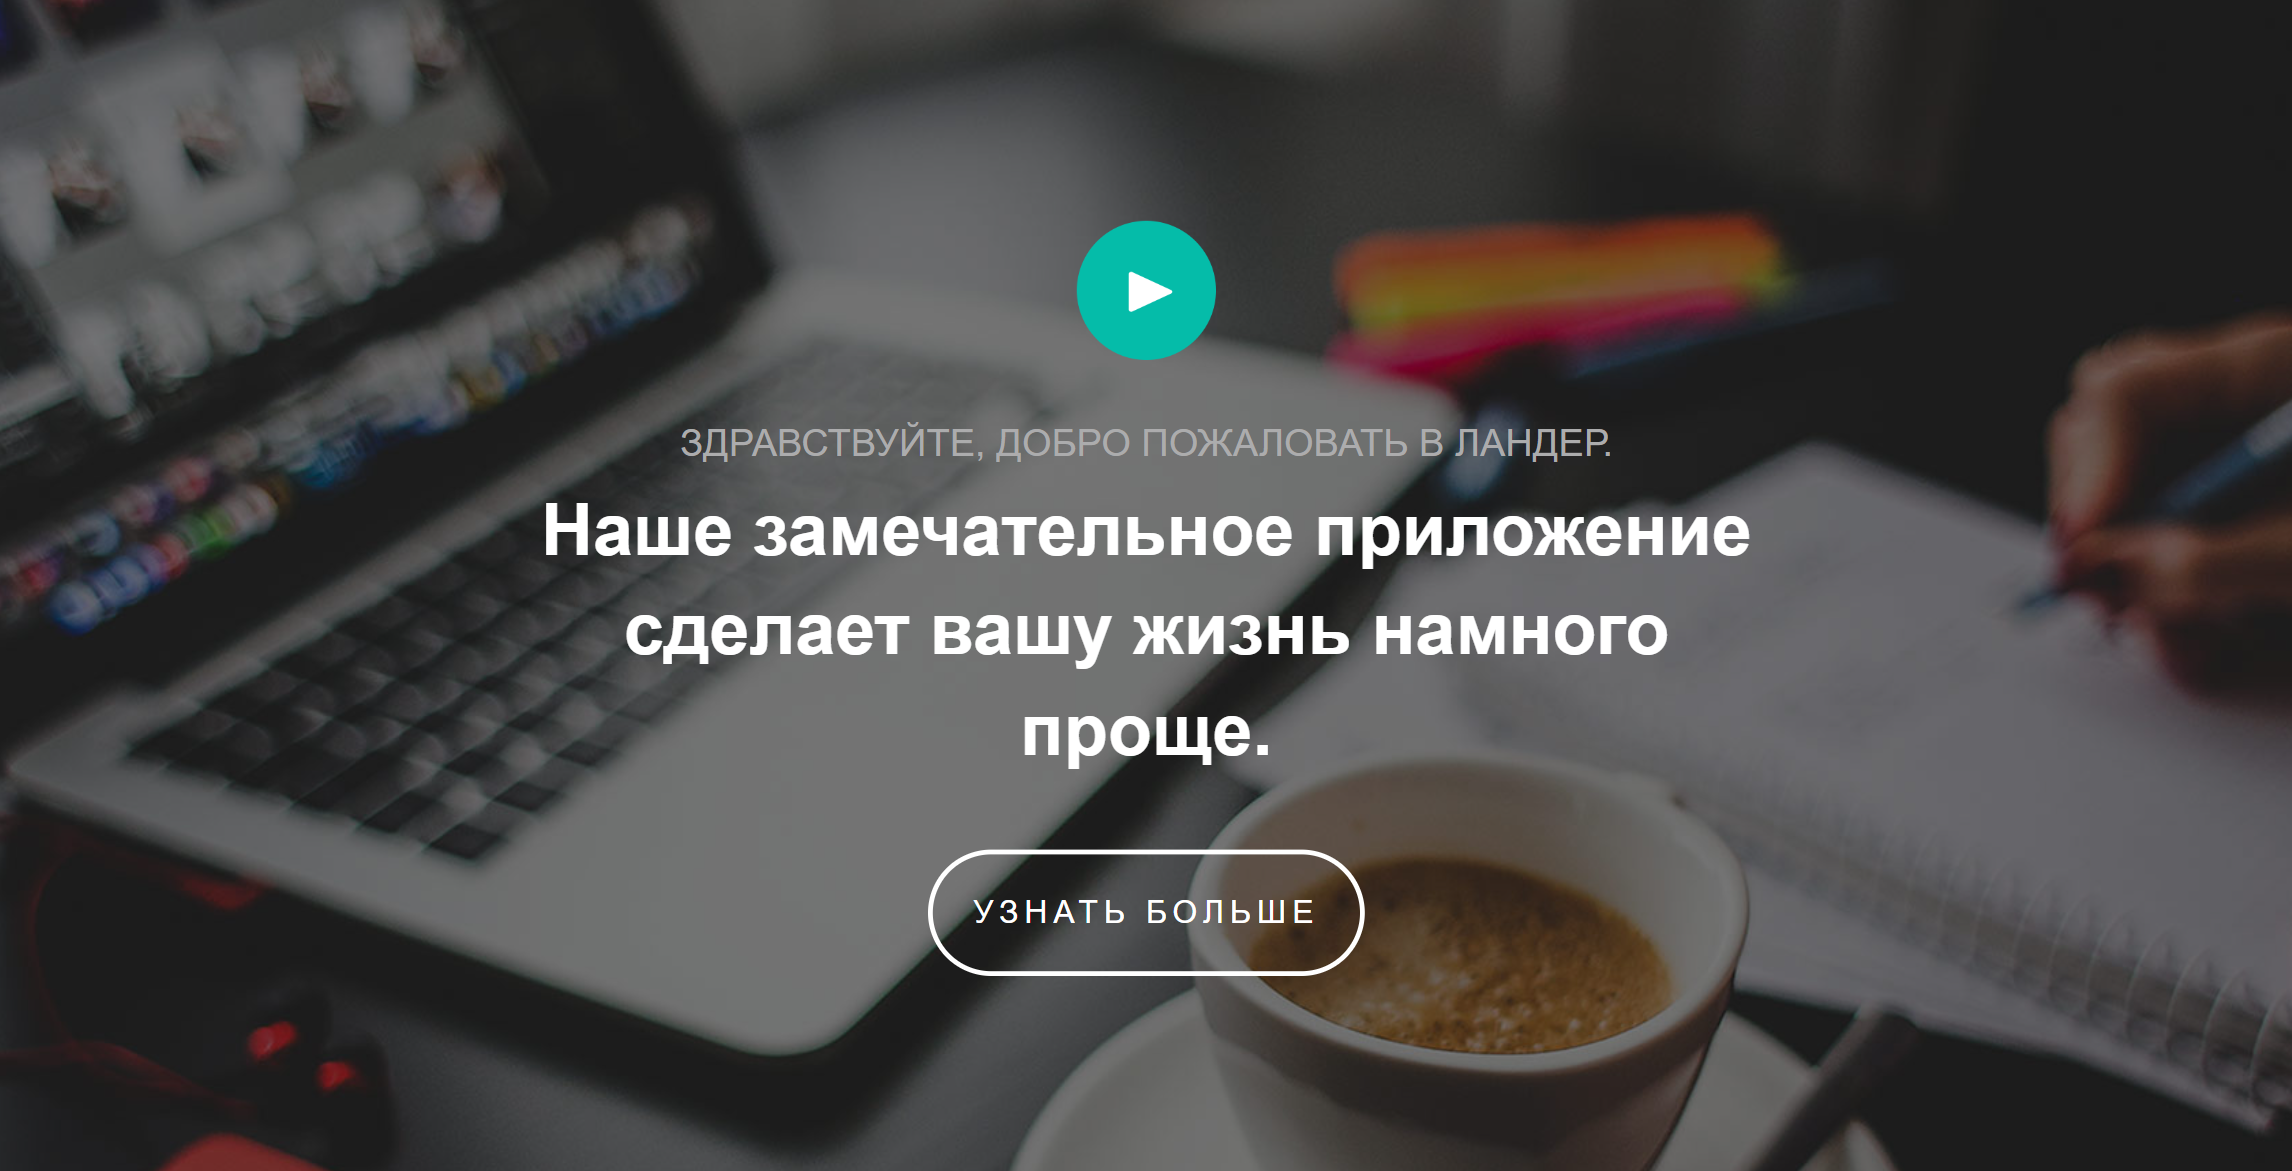 ЗДРАВСТВУЙТЕ, ДОБРО ПОЖАЛОВАТЬ В ЛАНДЕР.
Наше замечательное приложение
сделает вашу жизнь намного
проще.
УЗНАТЬ БОЛЬШЕ